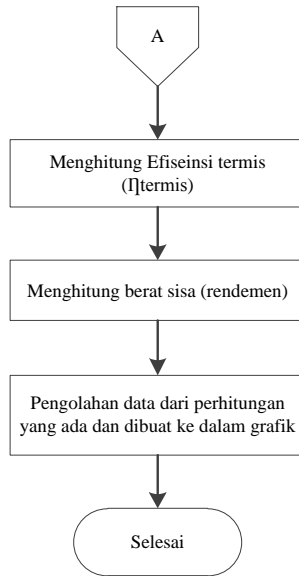 A
Menghitung Efiseinsi termis
(Ƞtermis)
Menghitung berat sisa (rendemen)
Pengolahan data dari perhitungan
yang ada dan dibuat ke dalam grafik
Selesai